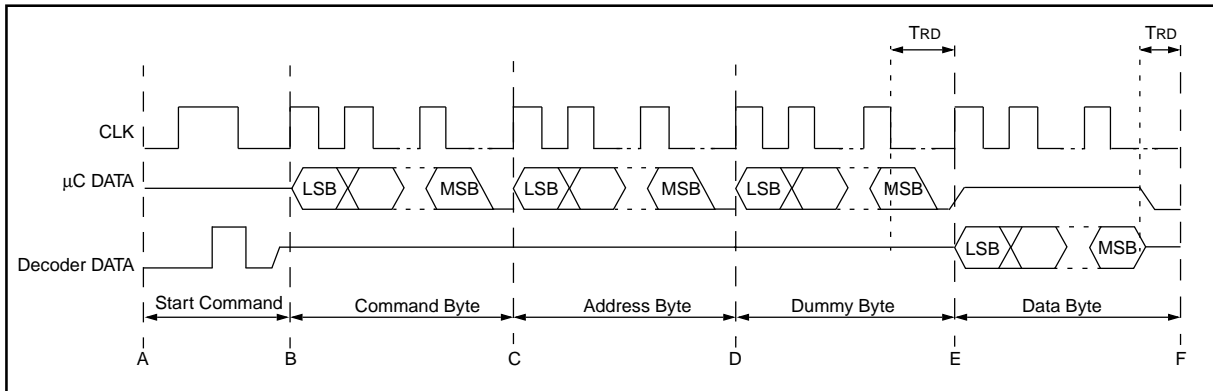 TRD TRD
CLK
µC DATA LSB MSB LSB MSB LSB MSB
Decoder DATA LSB MSB
Start Command Command Byte Address Byte Dummy Byte Data Byte
A B C D E F